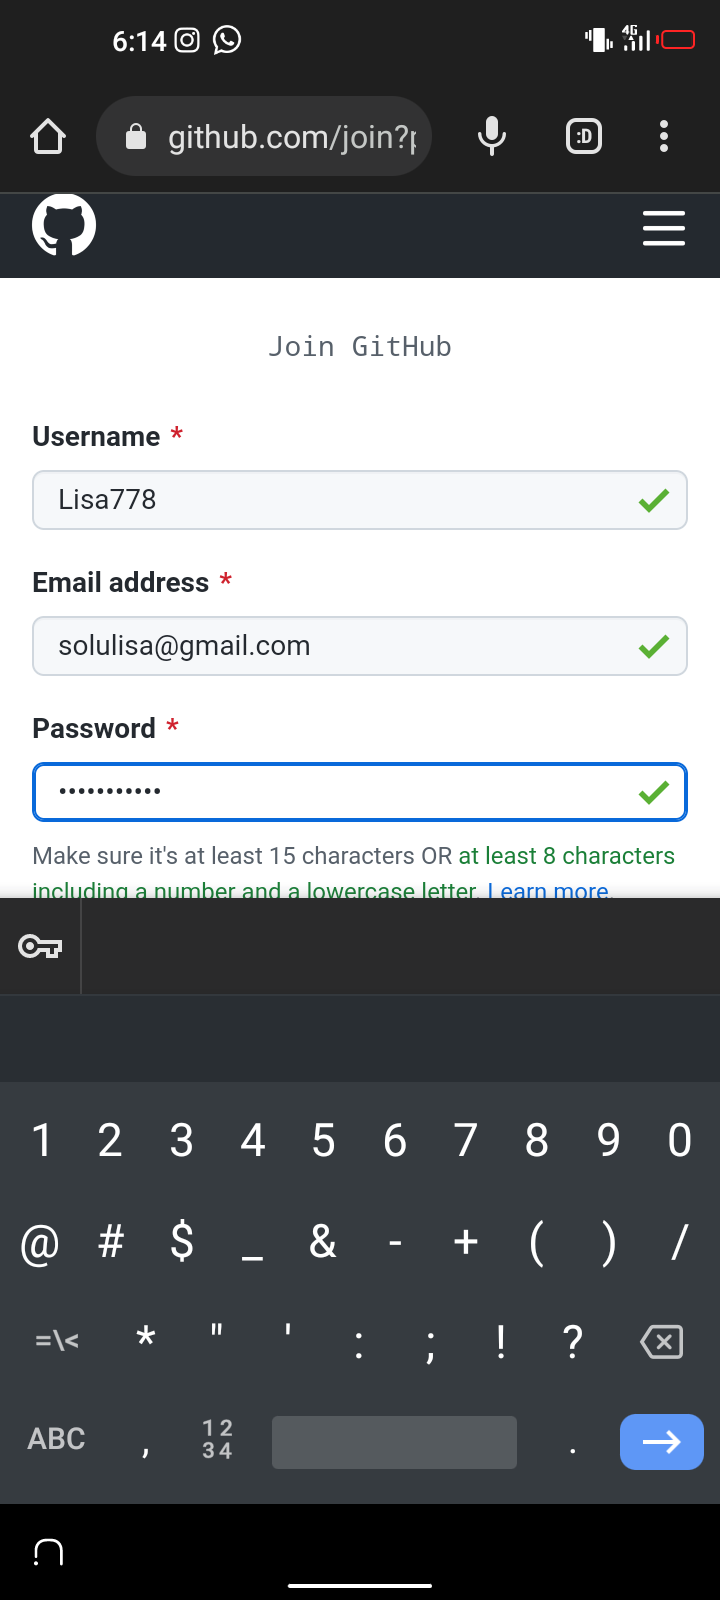 6:14
4G
github.com/join?p
:D
Join GitHub
Username *
Lisa778
Email address *
solulisa@gmail.com
Password *
•••••••••••
Make sure it's at least 15 characters OR at least 8 characters
including a number and a lowercase letter. Learn more.
1 2 3 4 5 6 7 8 9 0
@ # $ _ & - + ( ) /
=\< * " ' : ; ! ?
ABC , 12 .
34